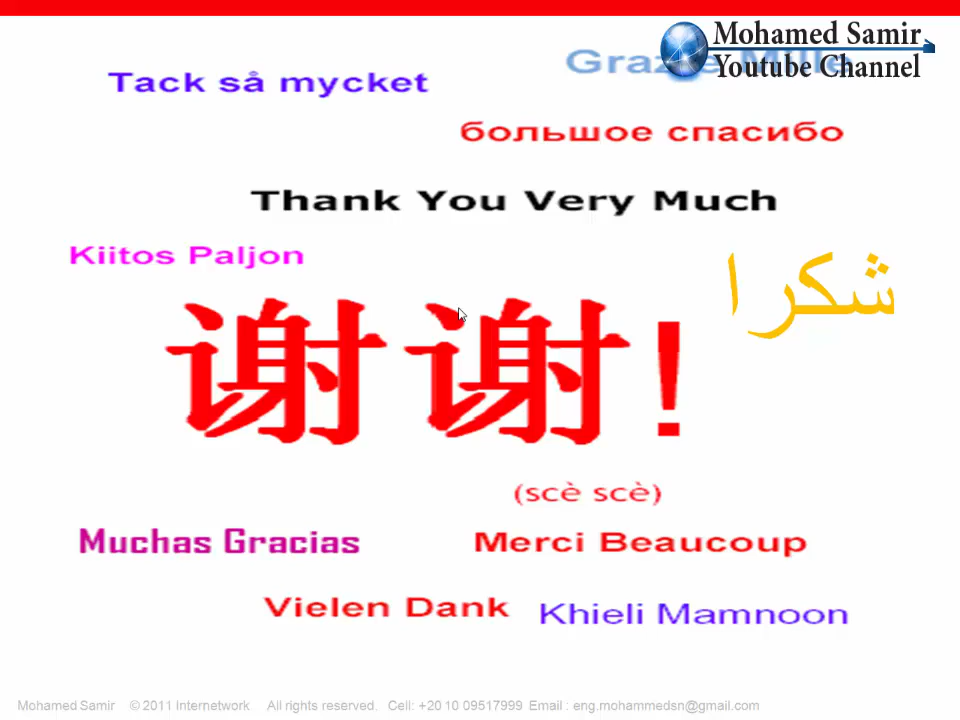 Mohamed Samir
Youtube Channel
Grazie Mille
Tack så mycket
большое спасибо
Thank You Very Much
Kiitos Paljon
شكرا
谢谢!
(scè scè)
Muchas Gracias
Merci Beaucoup
Vielen Dank
Khieli Mamnoon
Mohamed Samir © 2011 Internetwork All rights reserved. Cell: +20 10 09517999 Email : eng.mohammedsn@gmail.com